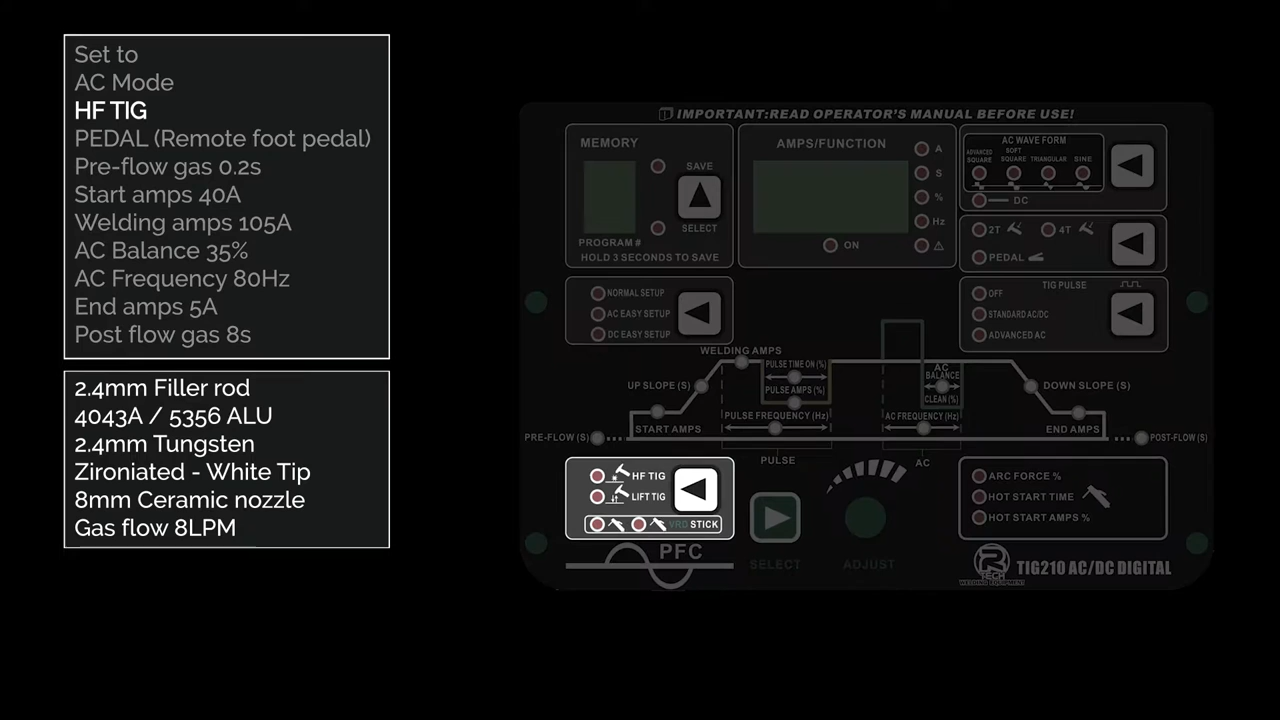 Set to
AC Mode
HF TIG
PEDAL (Remote foot pedal)
Pre-flow gas 0.2s
Start amps 40A
Welding amps 105A
AC Balance 35%
AC Frequency 80Hz
End amps 5A
Post flow gas 8s
2.4mm Filler rod
4043A / 5356 ALU
2.4mm Tungsten
Zironiated - White Tip
8mm Ceramic nozzle
Gas flow 8LPM
IMPORTANT:READ OPERATOR'S MANUAL BEFORE USE!
MEMORY
SAVE
SELECT
PROGRAM #
HOLD 3 SECONDS TO SAVE
AMPS/FUNCTION
A
S
%
Hz
ON
AC WAVE FORM
ADVANCED SQUARE
SOFT SQUARE
TRIANGULAR
SINE
DC
2T
4T
PEDAL
NORMAL SETUP
AC EASY SETUP
DC EASY SETUP
TIG PULSE
OFF
STANDARD AC/DC
ADVANCED AC
WELDING AMPS
PULSE TIME ON (%)
PULSE AMPS (%)
UP SLOPE (S)
START AMPS
PULSE FREQUENCY (Hz)
PRE-FLOW (S)
PULSE
AC BALANCE
CLEAN (%)
AC FREQUENCY (Hz)
AC
DOWN SLOPE (S)
END AMPS
POST-FLOW (S)
HF TIG
LIFT TIG
VRD STICK
PFC
SELECT
ADJUST
ARC FORCE %
HOT START TIME
HOT START AMPS %
R-TECH
WELDING EQUIPMENT
TIG210 AC/DC DIGITAL